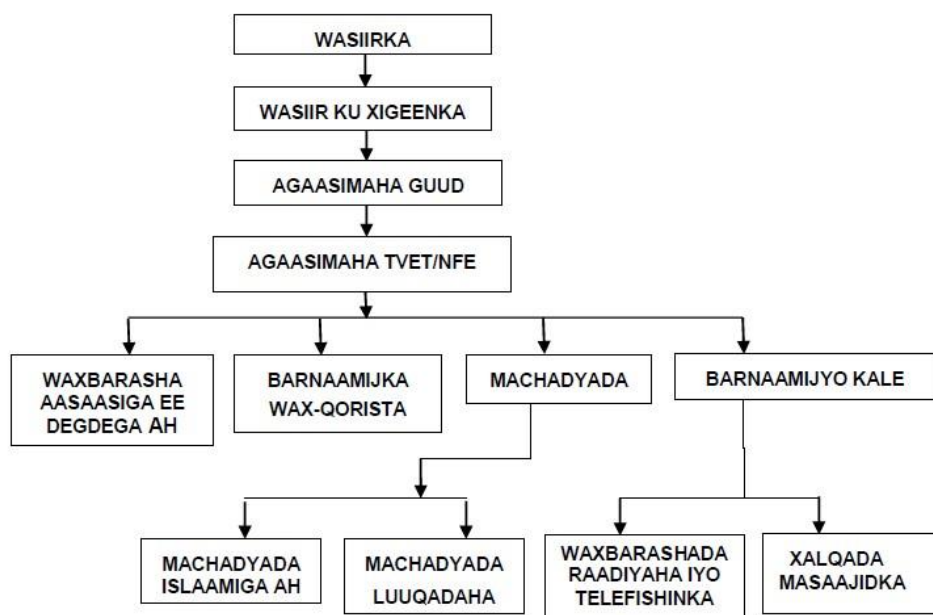 WASIIRKA
WASIIR KU XIGEENKA
AGAASIMAHA GUUD
AGAASIMAHA TVET/NFE
WAXBARASHA
AASAASIGA EE
DEGDEGA AH
BARNAAMIJKA
WAX-QORISTA
MACHADYADA
BARNAAMIJYO KALE
MACHADYADA
ISLAAMIGA AH
MACHADYADA
LUUQADAHA
WAXBARASHADA
RAADIYAHA IYO
TELEFISHINKA
XALQADA
MASAAJIDKA